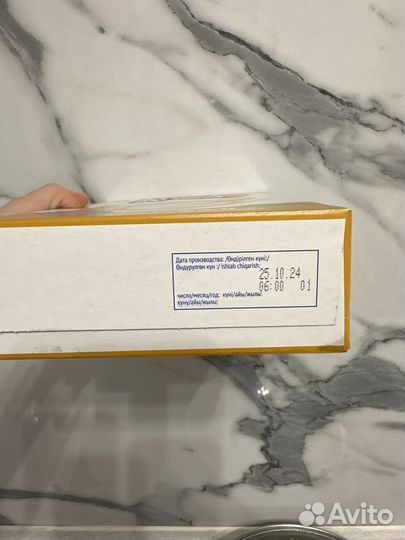 Дата производства: /Өндірілген күні:/
Өндүрүлгөн күн :/ Ishlab chiqarish:
25.10.24
06:00 01
число/месяц/год: күні/айы/жылы:
күнү/айы/жылы:
Avito